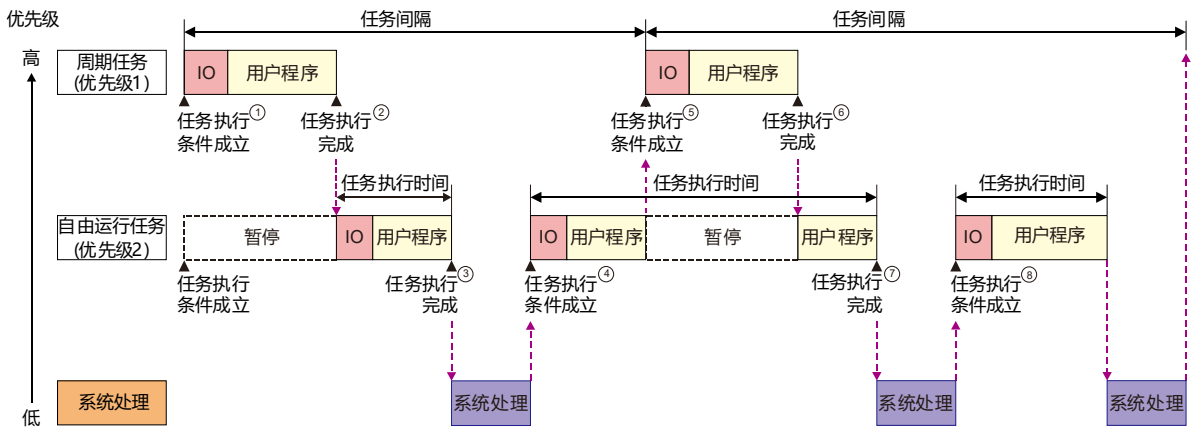 优先级
任务间隔
任务间隔
高
周期任务
(优先级1)
IO
用户程序
IO
用户程序
任务执行①
条件成立
任务执行②
完成
任务执行⑤
条件成立
任务执行⑥
完成
任务执行时间
任务执行时间
任务执行时间
自由运行任务
(优先级2)
暂停
IO
用户程序
IO
用户程序
暂停
用户程序
IO
用户程序
任务执行
条件成立
任务执行③
完成
任务执行④
条件成立
任务执行⑦
完成
任务执行⑧
条件成立
系统处理
系统处理
系统处理
系统处理
低